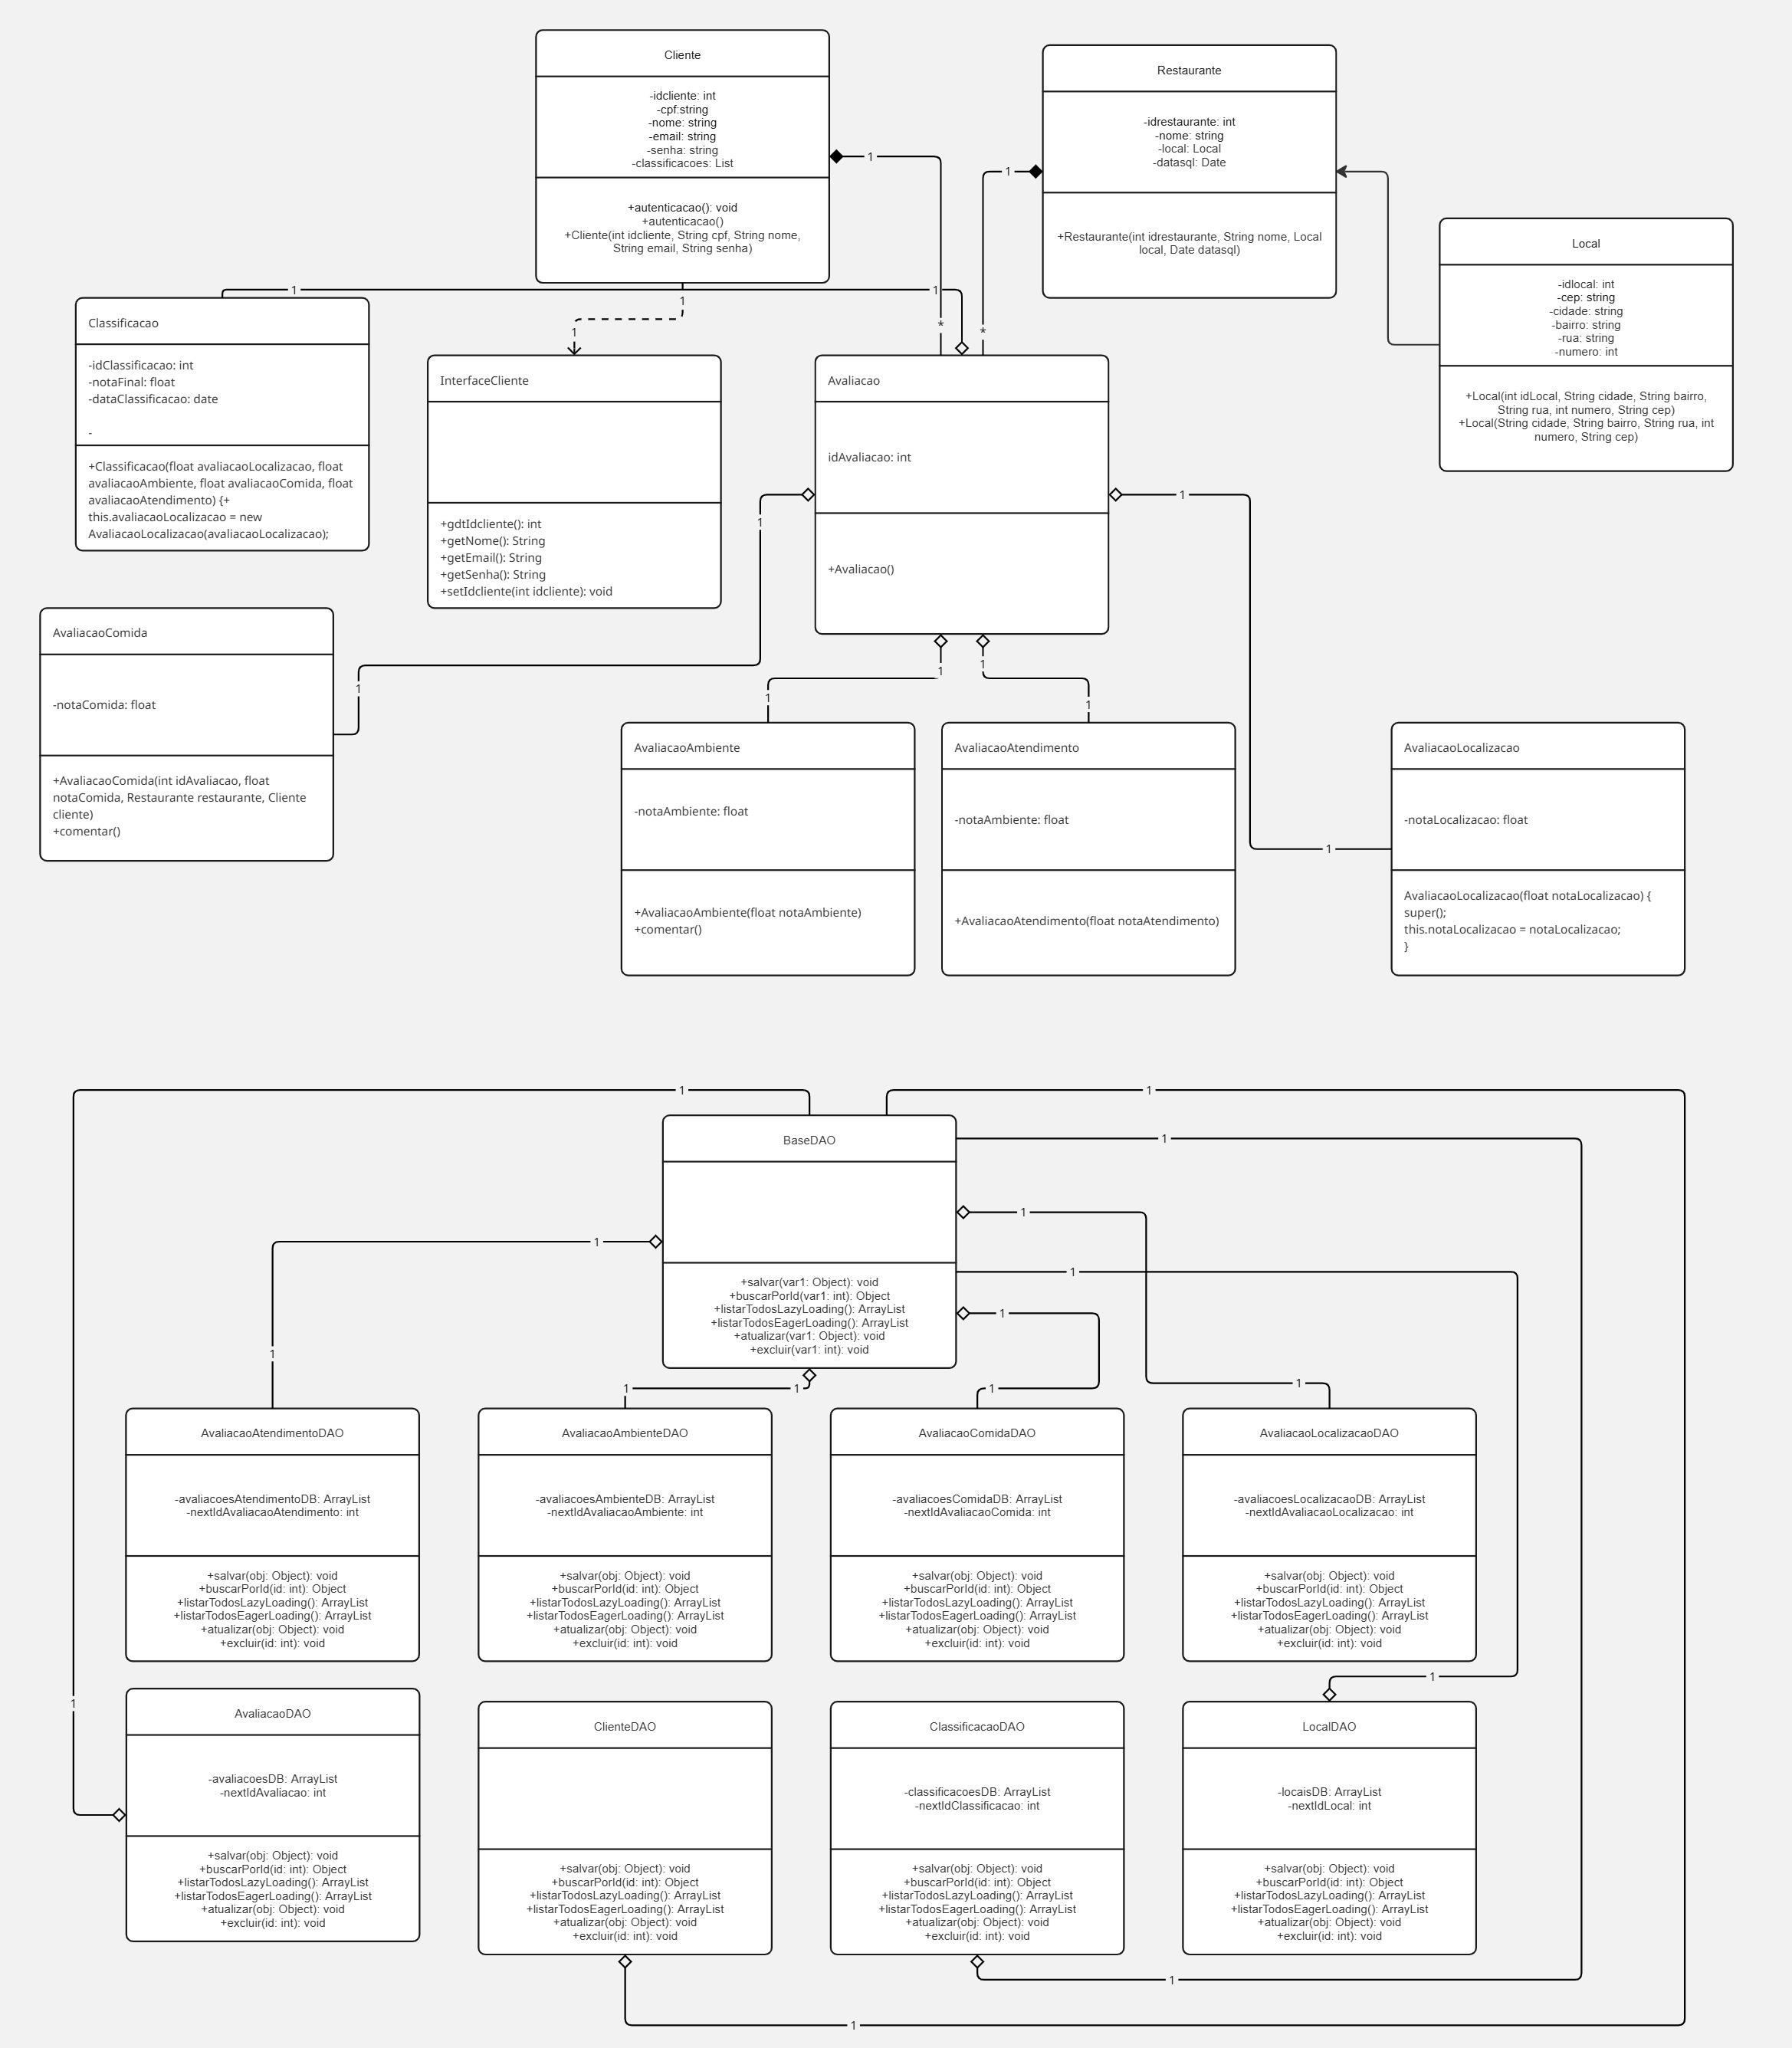 Cliente
-idcliente: int
-cpf:string
-nome: string
-email: string
-senha: string
-classificacoes: List
+autenticacao(): void
+autenticacao()
+Cliente(int idcliente, String cpf, String nome,
String email, String senha)
Restaurante
-idrestaurante: int
-nome: string
-local: Local
-datasql: Date
+Restaurante(int idrestaurante, String nome, Local
local, Date datasql)
1
1
Local
-idlocal: int
-cep: string
-cidade: string
-bairro: string
-rua: string
-numero: int
+Local(int idLocal, String cidade, String bairro,
String rua, int numero, String cep)
+Local(String cidade, String bairro, String rua, int
numero, String cep)
1
1
1
1
*
*
Classificacao
-idClassificacao: int
-notaFinal: float
-dataClassificacao: date
-
+Classificacao(float avaliacaoLocalizacao, float
avaliacaoAmbiente, float avaliacaoComida, float
avaliacaoAtendimento) {+
this.avaliacaoLocalizacao = new
AvaliacaoLocalizacao(avaliacaoLocalizacao);
InterfaceCliente
+gdtIdcliente(): int
+getNome(): String
+getEmail(): String
+getSenha(): String
+setIdcliente(int idcliente): void
Avaliacao
idAvaliacao: int
+Avaliacao()
1
1
AvaliacaoComida
-notaComida: float
+AvaliacaoComida(int idAvaliacao, float
notaComida, Restaurante restaurante, Cliente
cliente)
+comentar()
1
1
1
1
1
AvaliacaoAmbiente
-notaAmbiente: float
+AvaliacaoAmbiente(float notaAmbiente)
+comentar()
AvaliacaoAtendimento
-notaAmbiente: float
+AvaliacaoAtendimento(float notaAtendimento)
1
AvaliacaoLocalizacao
-notaLocalizacao: float
AvaliacaoLocalizacao(float notaLocalizacao) {
super();
this.notaLocalizacao = notaLocalizacao;
}
1
1
1
BaseDAO
+salvar(var1: Object): void
+buscarPorId(var1: int): Object
+listarTodosLazyLoading(): ArrayList
+listarTodosEagerLoading(): ArrayList
+atualizar(var1: Object): void
+excluir(var1: int): void
1
1
1
1
1
1
1
1
1
AvaliacaoAtendimentoDAO
-avaliacoesAtendimentoDB: ArrayList
-nextIdAvaliacaoAtendimento: int
+salvar(obj: Object): void
+buscarPorId(id: int): Object
+listarTodosLazyLoading(): ArrayList
+listarTodosEagerLoading(): ArrayList
+atualizar(obj: Object): void
+excluir(id: int): void
AvaliacaoAmbienteDAO
-avaliacoesAmbienteDB: ArrayList
-nextIdAvaliacaoAmbiente: int
+salvar(obj: Object): void
+buscarPorId(id: int): Object
+listarTodosLazyLoading(): ArrayList
+listarTodosEagerLoading(): ArrayList
+atualizar(obj: Object): void
+excluir(id: int): void
AvaliacaoComidaDAO
-avaliacoesComidaDB: ArrayList
-nextIdAvaliacaoComida: int
+salvar(obj: Object): void
+buscarPorId(id: int): Object
+listarTodosLazyLoading(): ArrayList
+listarTodosEagerLoading(): ArrayList
+atualizar(obj: Object): void
+excluir(id: int): void
AvaliacaoLocalizacaoDAO
-avaliacoesLocalizacaoDB: ArrayList
-nextIdAvaliacaoLocalizacao: int
+salvar(obj: Object): void
+buscarPorId(id: int): Object
+listarTodosLazyLoading(): ArrayList
+listarTodosEagerLoading(): ArrayList
+atualizar(obj: Object): void
+excluir(id: int): void
1
1
AvaliacaoDAO
-avaliacoesDB: ArrayList
-nextIdAvaliacao: int
+salvar(obj: Object): void
+buscarPorId(id: int): Object
+listarTodosLazyLoading(): ArrayList
+listarTodosEagerLoading(): ArrayList
+atualizar(obj: Object): void
+excluir(id: int): void
ClienteDAO
+salvar(obj: Object): void
+buscarPorId(id: int): Object
+listarTodosLazyLoading(): ArrayList
+listarTodosEagerLoading(): ArrayList
+atualizar(obj: Object): void
+excluir(id: int): void
ClassificacaoDAO
-classificacoesDB: ArrayList
-nextIdClassificacao: int
+salvar(obj: Object): void
+buscarPorId(id: int): Object
+listarTodosLazyLoading(): ArrayList
+listarTodosEagerLoading(): ArrayList
+atualizar(obj: Object): void
+excluir(id: int): void
LocalDAO
-locaisDB: ArrayList
-nextIdLocal: int
+salvar(obj: Object): void
+buscarPorId(id: int): Object
+listarTodosLazyLoading(): ArrayList
+listarTodosEagerLoading(): ArrayList
+atualizar(obj: Object): void
+excluir(id: int): void
1
1